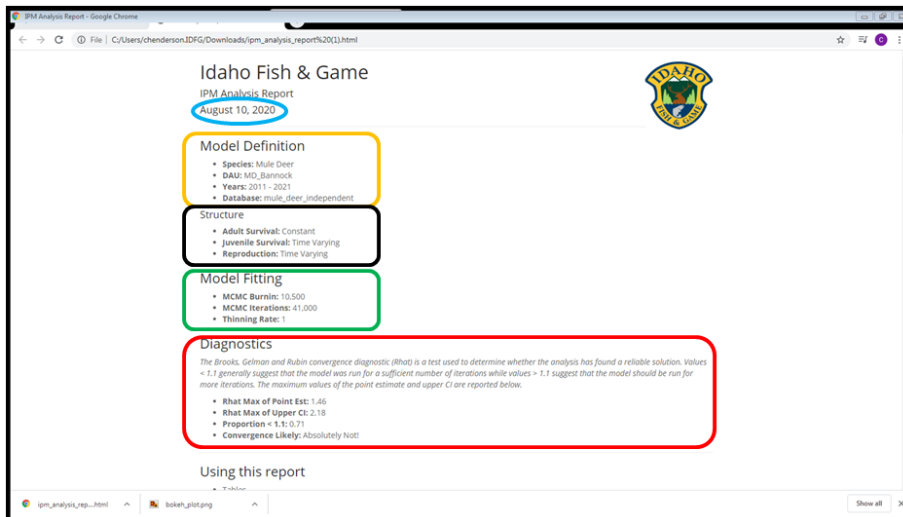 IPM Analysis Report - Google Chrome
File | C:/Users/chenderson.IDFG/Downloads/ipm_analysis_report%20(1).html
C
Idaho Fish & Game
IPM Analysis Report
August 10, 2020
IDAHO
FISH & GAME
Model Definition
• Species: Mule Deer
• DAU: MD_Bannock
• Years: 2011 - 2021
• Database: mule_deer_independent
Structure
• Adult Survival: Constant
• Juvenile Survival: Time Varying
• Reproduction: Time Varying
Model Fitting
• MCMC Burnin: 10,500
• MCMC Iterations: 41,000
• Thinning Rate: 1
Diagnostics
The Brooks, Gelman and Rubin convergence diagnostic (Rhat) is a test used to determine whether the analysis has found a reliable solution. Values
< 1.1 generally suggest that the model was run for a sufficient number of iterations while values > 1.1 suggest that the model should be run for
more iterations. The maximum values of the point estimate and upper CI are reported below.
• Rhat Max of Point Est: 1.46
• Rhat Max of Upper CI: 2.18
• Proportion < 1.1: 0.71
• Convergence Likely: Absolutely Not!
Using this report
• Tables
ipm_analysis_rep....html
bokeh_plot.png
Show all